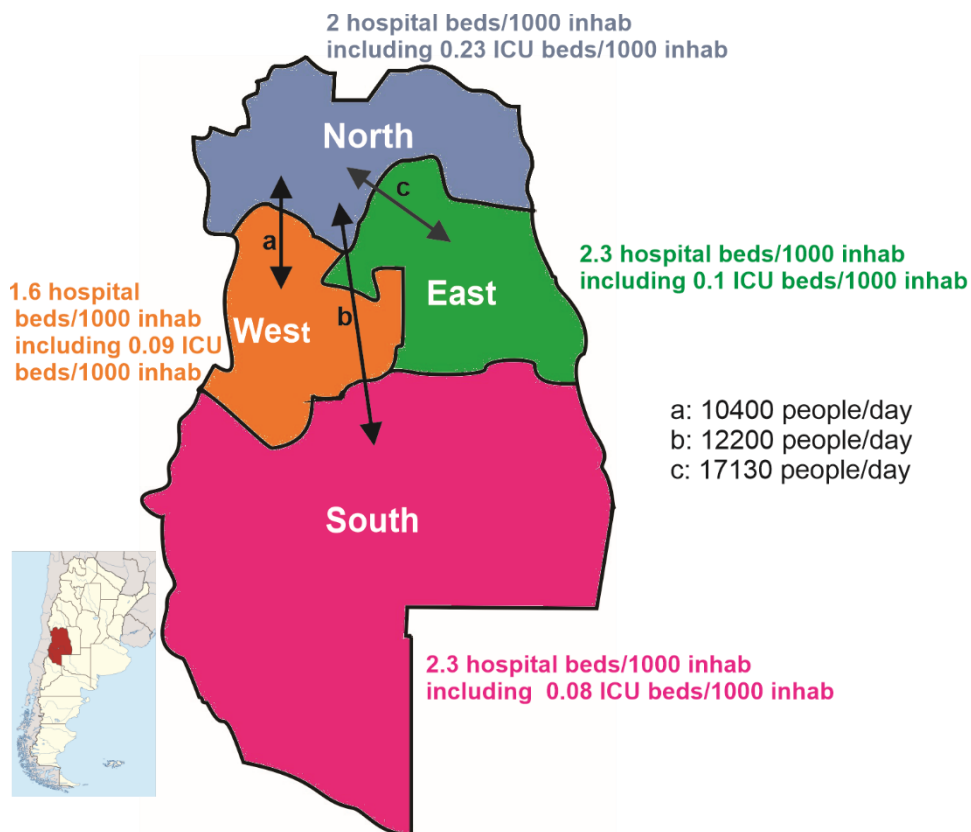 2 hospital beds/1000 inhab
including 0.23 ICU beds/1000 inhab
North
c
a
2.3 hospital beds/1000 inhab
including 0.1 ICU beds/1000 inhab
1.6 hospital
beds/1000 inhab
including 0.09 ICU
beds/1000 inhab
East
West
b
a: 10400 people/day
b: 12200 people/day
c: 17130 people/day
South
2.3 hospital beds/1000 inhab
including 0.08 ICU beds/1000 inhab